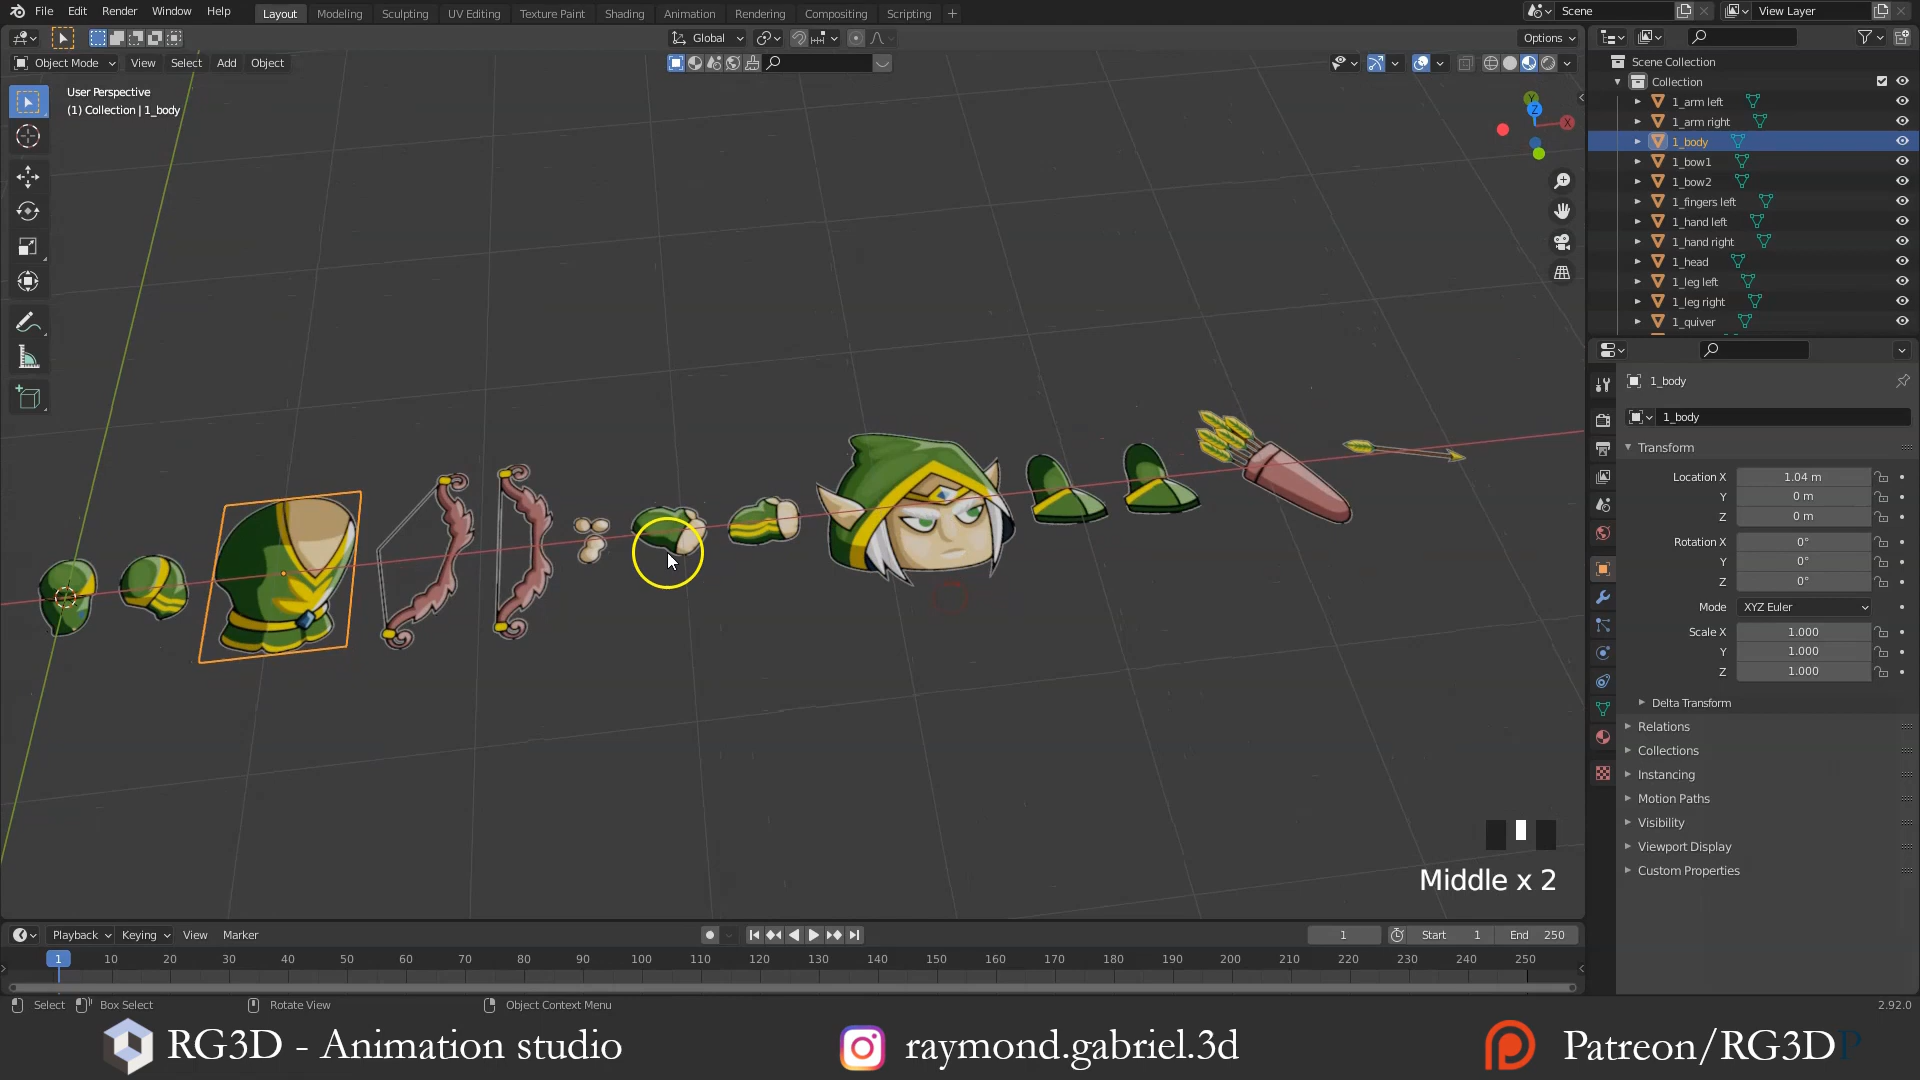 File Edit Render Window Help Layout Modeling Sculpting UV Editing Texture Paint Shading Animation Rendering Compositing Scripting + Scene View Layer
Global Options
Object Mode View Select Add Object
User Perspective
(1) Collection | 1_body
Y
Z
X
Scene Collection
Collection
1_arm left
1_arm right
1_body
1_bow1
1_bow2
1_fingers left
1_hand left
1_hand right
1_head
1_leg left
1_leg right
1_quiver
1_body
1_body
Transform
Location X 1.04 m
Y 0 m
Z 0 m
Rotation X 0°
Y 0°
Z 0°
Mode XYZ Euler
Scale X 1.000
Y 1.000
Z 1.000
Delta Transform
Relations
Collections
Instancing
Motion Paths
Visibility
Viewport Display
Custom Properties
Middle x 2
Playback Keying View Marker 1 Start 1 End 250
1 10 20 30 40 50 60 70 80 90 100 110 120 130 140 150 160 170 180 190 200 210 220 230 240 250
Select Box Select Rotate View Object Context Menu 2.92.0
RG3D - Animation studio raymond.gabriel.3d Patreon/RG3DP